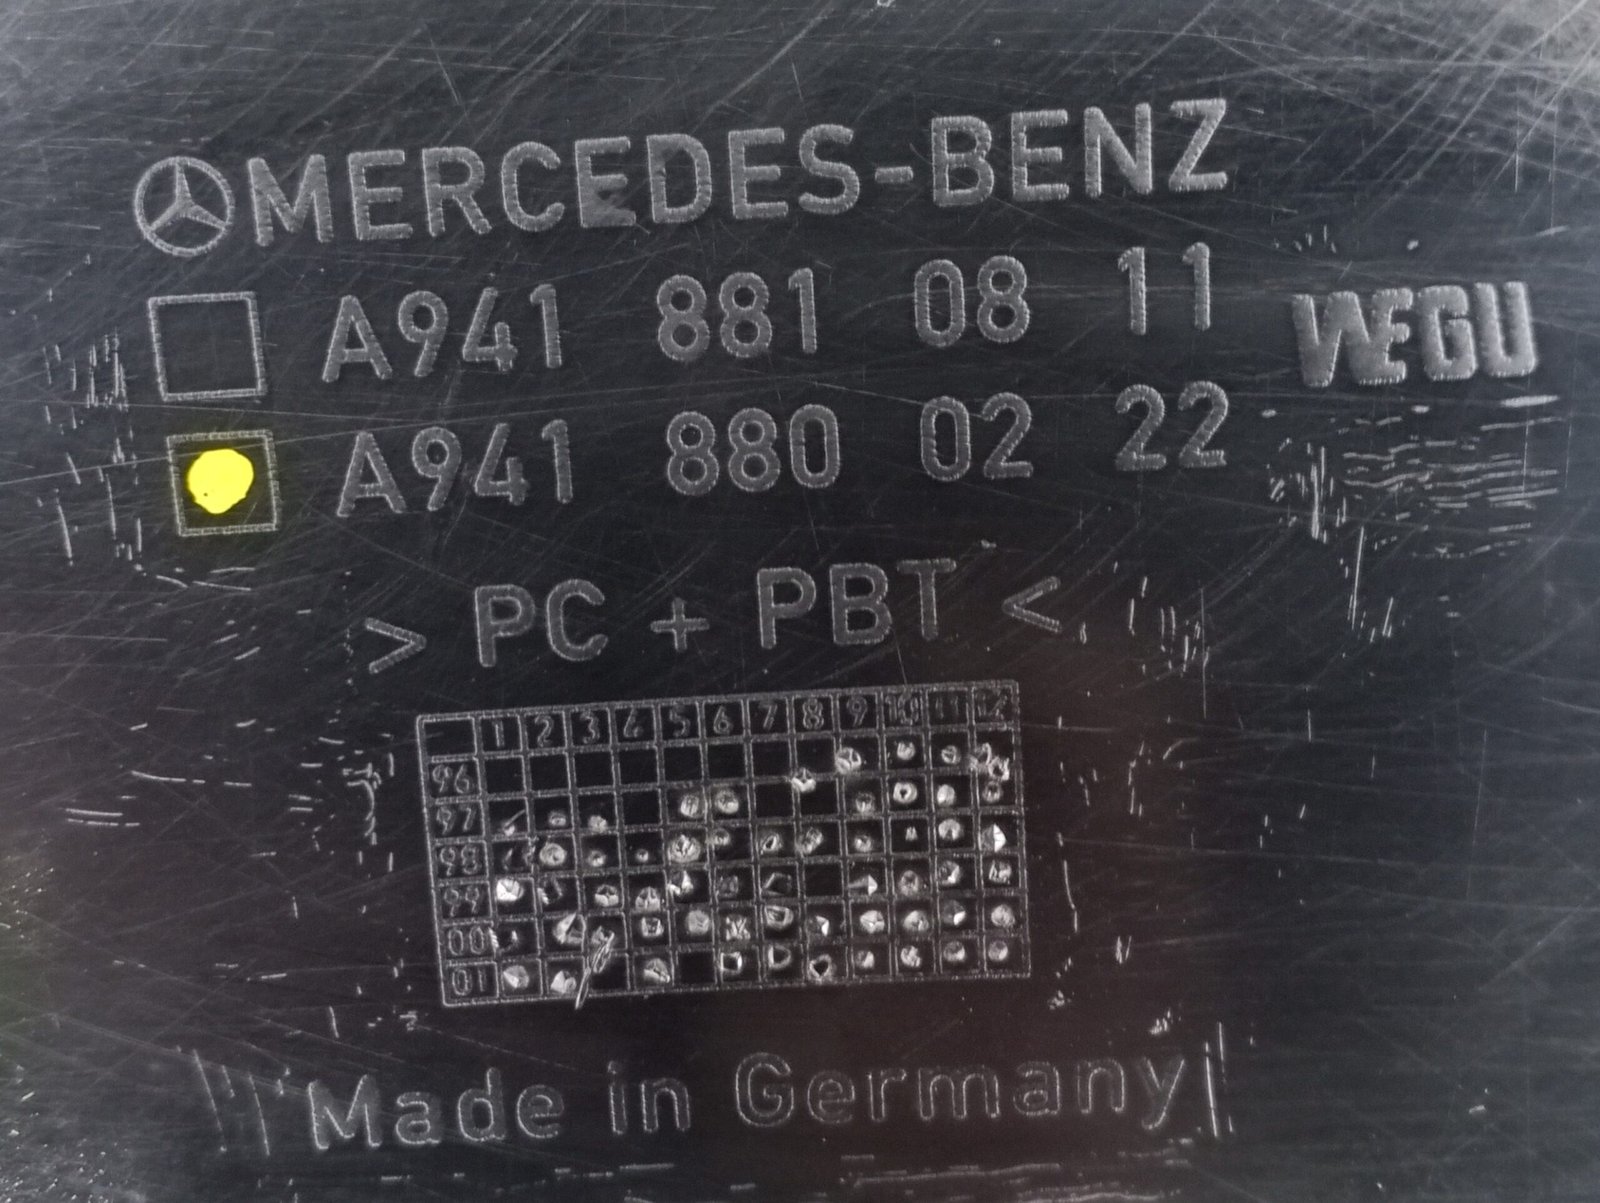 MERCEDES-BENZ
A941 881 08 11
WEGU
A941 880 02 22
> PC + PBT <
1 2 3 4 5 6 7 8 9 10 11 12
96
97
98
99
00
01
Made in Germany